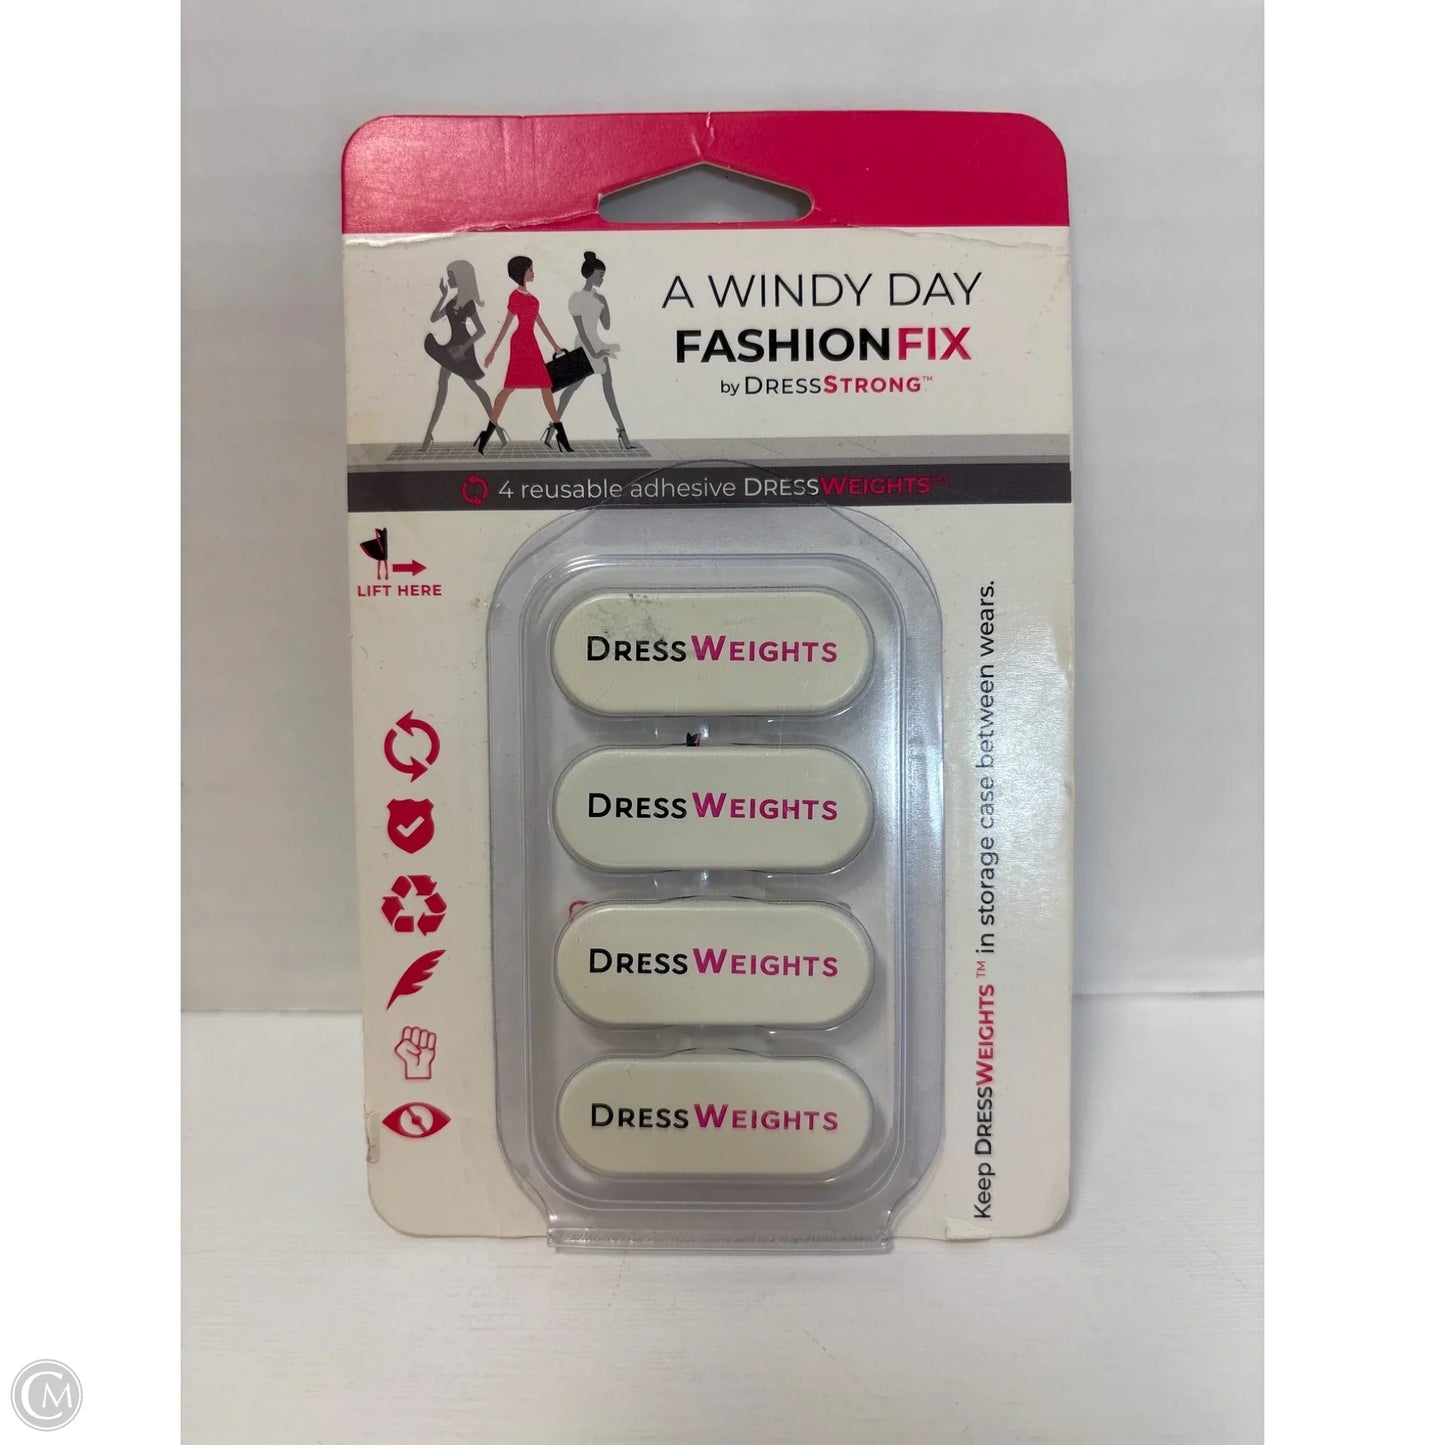 A WINDY DAY
FASHIONFIX
by DRESSSTRONG™
4 reusable adhesive DRESSWEIGHTS™
LIFT HERE
DRESSWEIGHTS
DRESSWEIGHTS
DRESSWEIGHTS
DRESSWEIGHTS
Keep DRESSWEIGHTS™ in storage case between wears.
CM